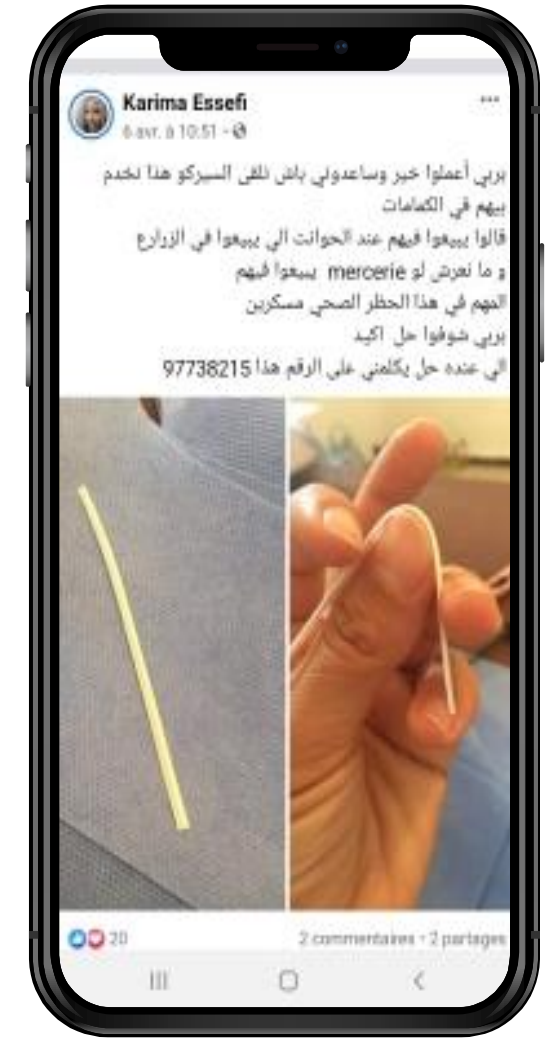 Karima Essefi
6 avr. à 10:51
بربي أعملوا خير وساعدوني باش نلقى السيركو هذا نخدم
بيهم في الكمامات
قالوا يبيعوا فيهم عند الحوانت الي يبيعوا في الزرارع
و ما نعرش لو mercerie يبيعوا فيهم
المهم في هذا الحظر الصحي مسكرين
بربي شوفوا حل اكيد
الي عنده حل يكلمني على الرقم هذا 97738215
20
2 commentaires • 2 partages